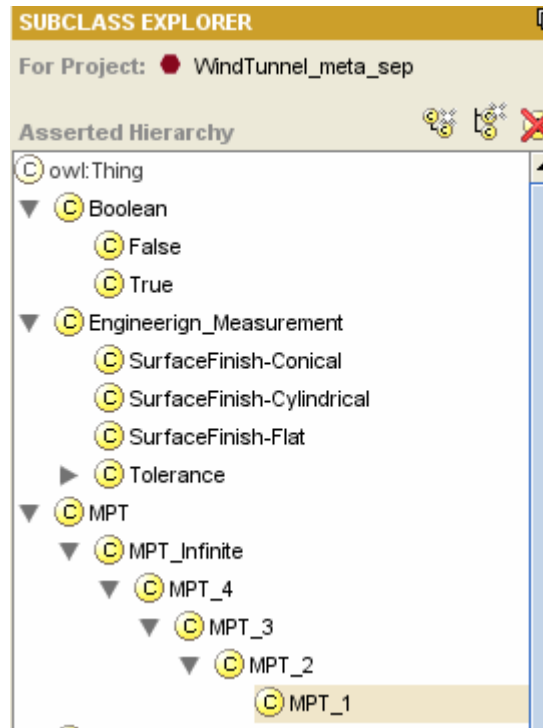 SUBCLASS EXPLORER
For Project: WindTunnel_meta_sep
Asserted Hierarchy
C owl:Thing
C Boolean
C False
C True
C Engineerign_Measurement
C SurfaceFinish-Conical
C SurfaceFinish-Cylindrical
C SurfaceFinish-Flat
C Tolerance
C MPT
C MPT_Infinite
C MPT_4
C MPT_3
C MPT_2
C MPT_1